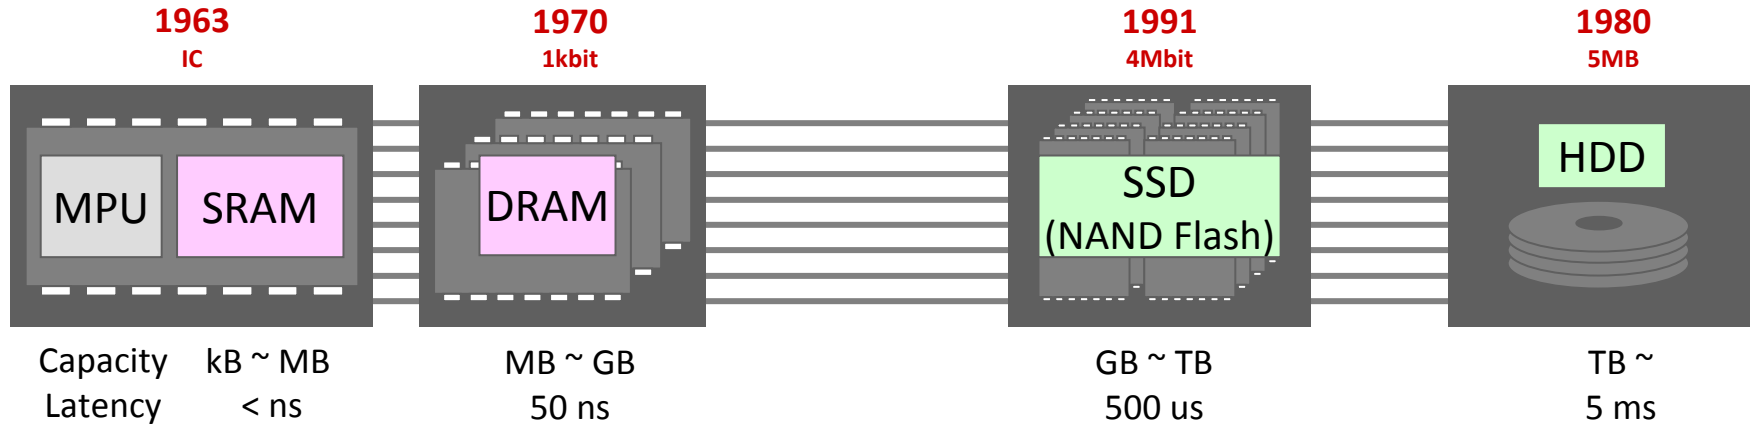 1963
IC
1970
1kbit
1991
4Mbit
1980
5MB
MPU
SRAM
DRAM
SSD
(NAND Flash)
HDD
Capacity kB ~ MB MB ~ GB GB ~ TB TB ~
Latency < ns 50 ns 500 us 5 ms